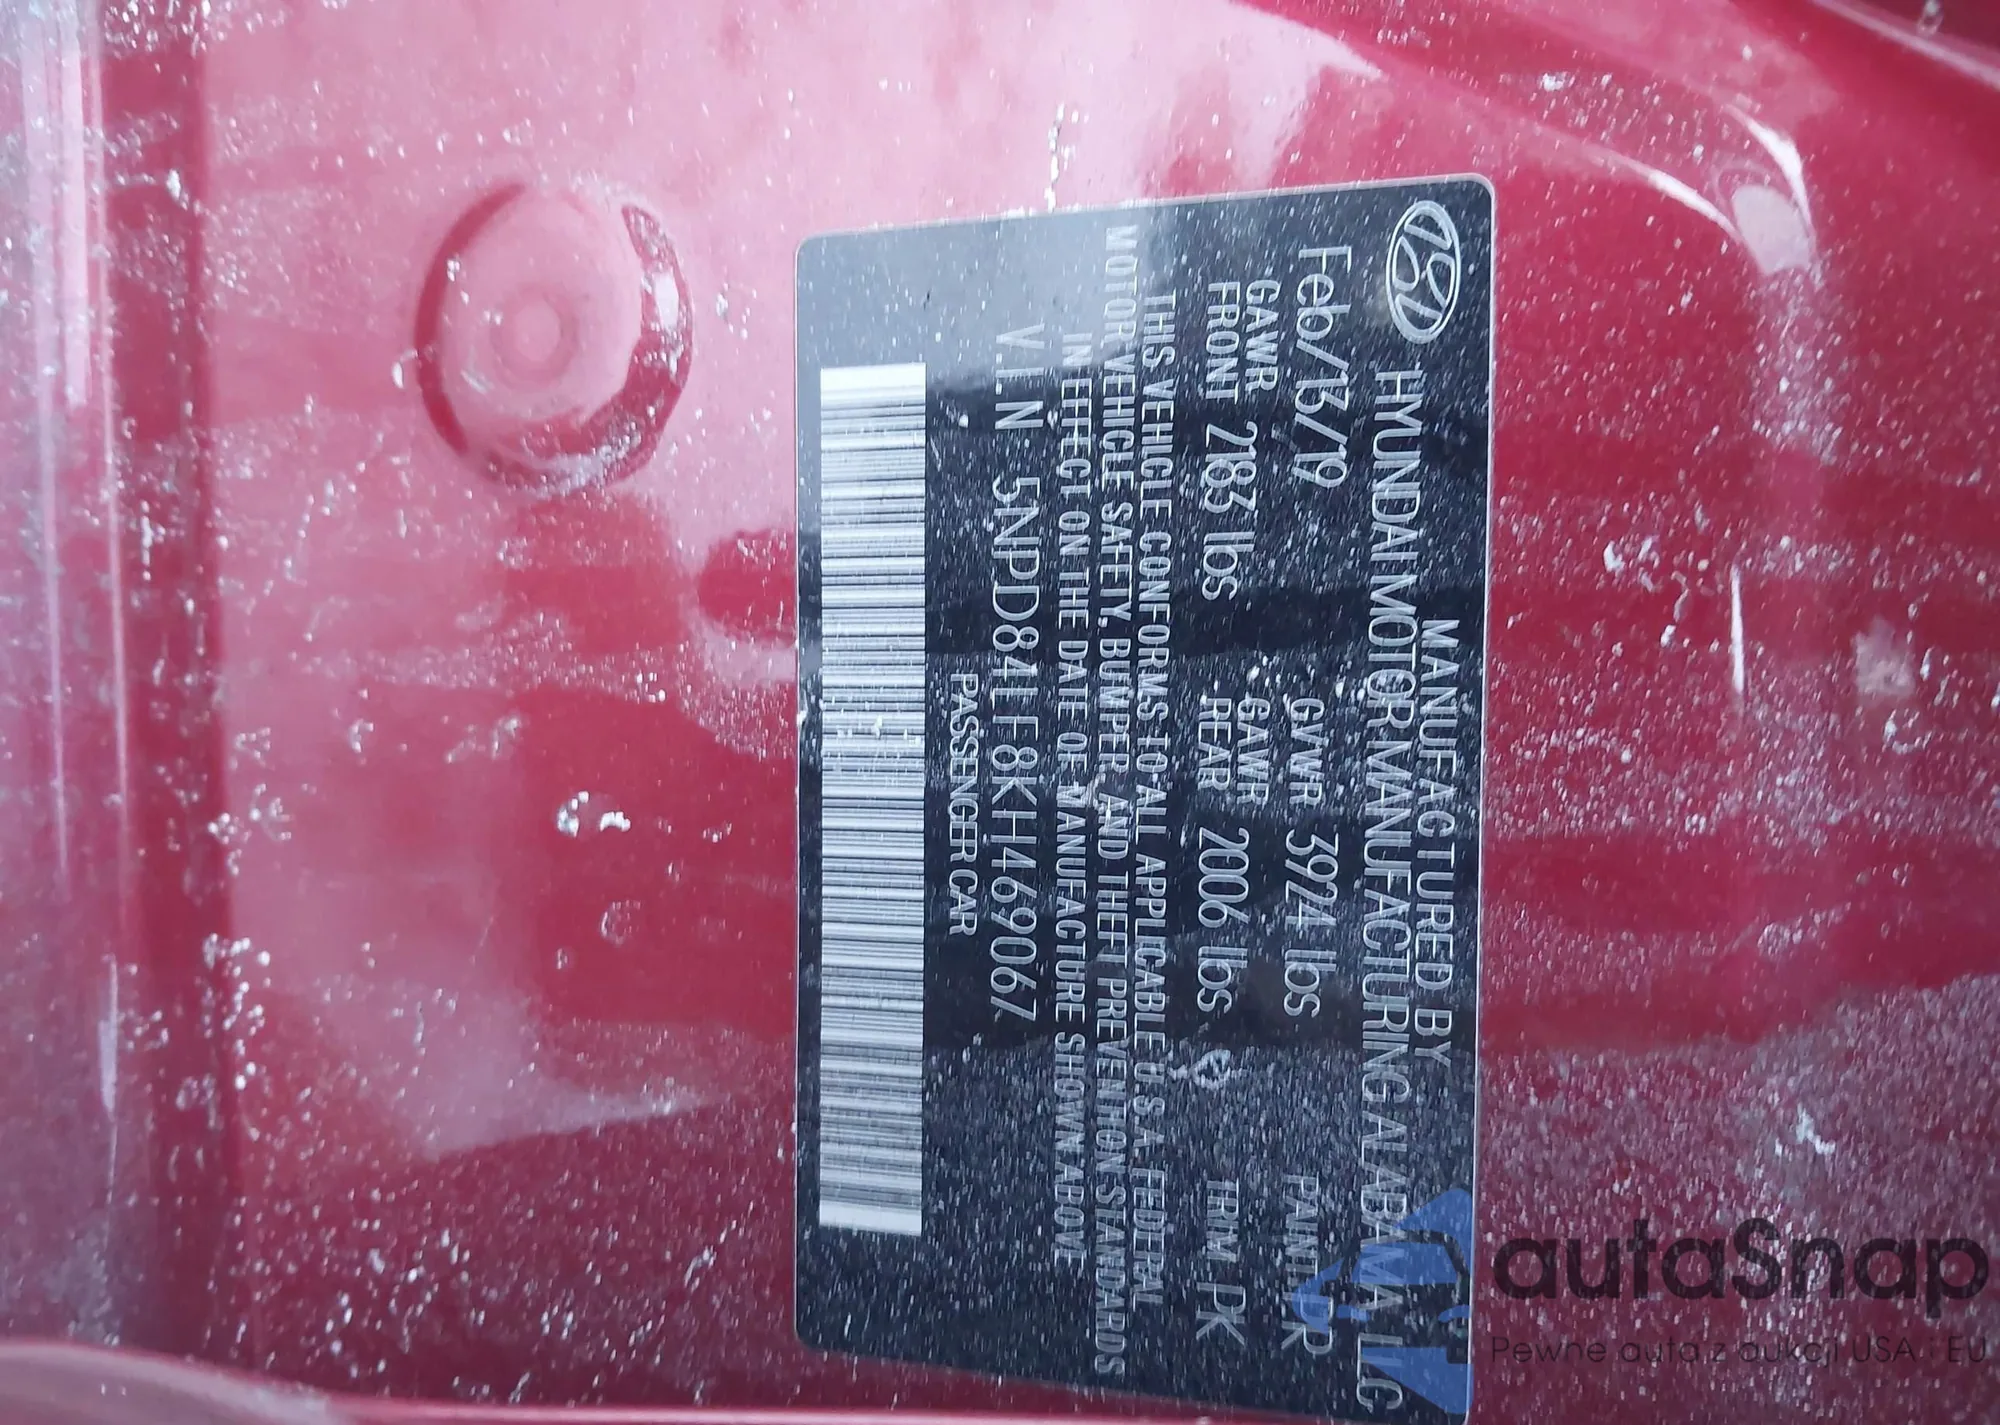 MANUFACTURED BY
HYUNDAI MOTOR MANUFACTURING ALABAMA LLC
Feb/13/19 GVWR 3924 lbs PAINT
GAWR FRONT 2183 lbs GAWR REAR 2006 lbs TRIM PK
THIS VEHICLE CONFORMS TO ALL APPLICABLE U.S.A. FEDERAL
MOTOR VEHICLE SAFETY, BUMPER, AND THEFT PREVENTION STANDARDS
IN EFFECT ON THE DATE OF MANUFACTURE SHOWN ABOVE
V.I.N 5NPD84LF8KH469067
PASSENGER CAR
autaSnap
Pewne auta z aukcji USA i EU